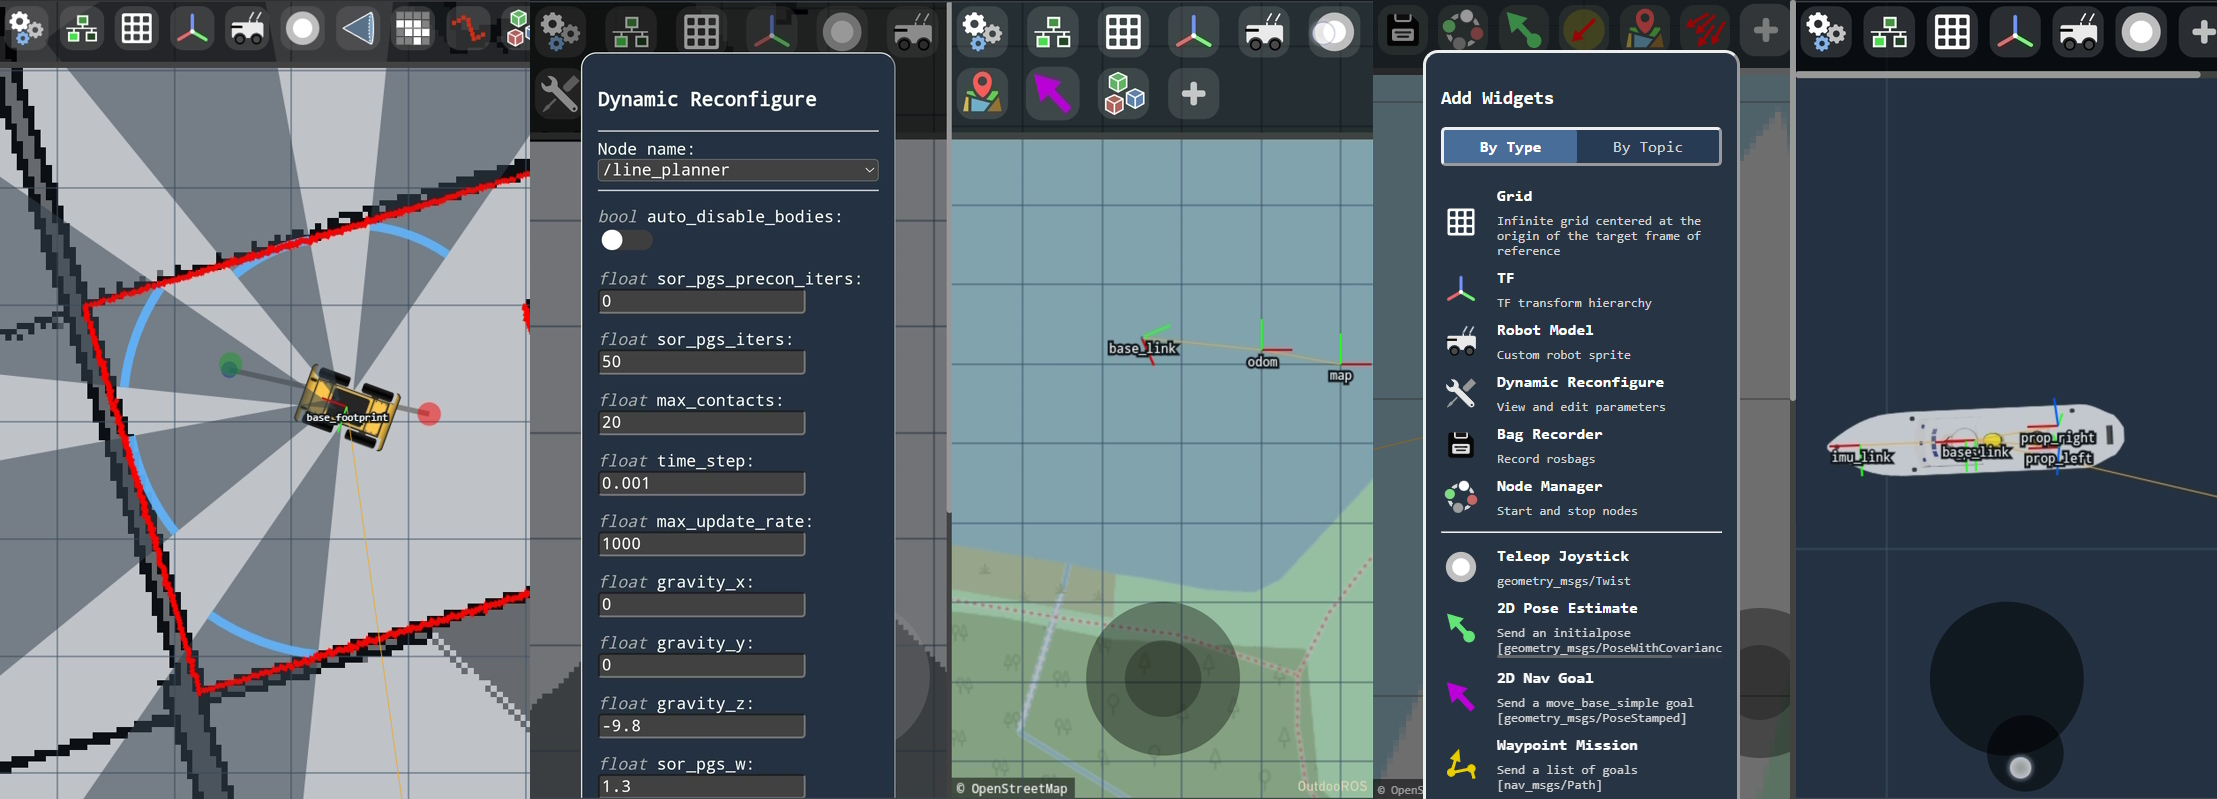 base_footprint
Dynamic Reconfigure
Node name:
/line_planner
bool auto_disable_bodies:
float sor_pgs_precon_iters:
0
float sor_pgs_iters:
50
float max_contacts:
20
float time_step:
0.001
float max_update_rate:
1000
float gravity_x:
0
float gravity_y:
0
float gravity_z:
-9.8
float sor_pgs_w:
1.3
base_link
odom
map
© OpenStreetMap
OutdooROS
© OpenS
Add Widgets
By Type
By Topic
Grid
Infinite grid centered at the
origin of the target frame of
reference
TF
TF transform hierarchy
Robot Model
Custom robot sprite
Dynamic Reconfigure
View and edit parameters
Bag Recorder
Record rosbags
Node Manager
Start and stop nodes
Teleop Joystick
geometry_msgs/Twist
2D Pose Estimate
Send an initialpose
[geometry_msgs/PoseWithCovarianc
2D Nav Goal
Send a move_base_simple goal
[geometry_msgs/PoseStamped]
Waypoint Mission
Send a list of goals
[nav_msgs/Path]
imu_link
base_link
prop_right
prop_left